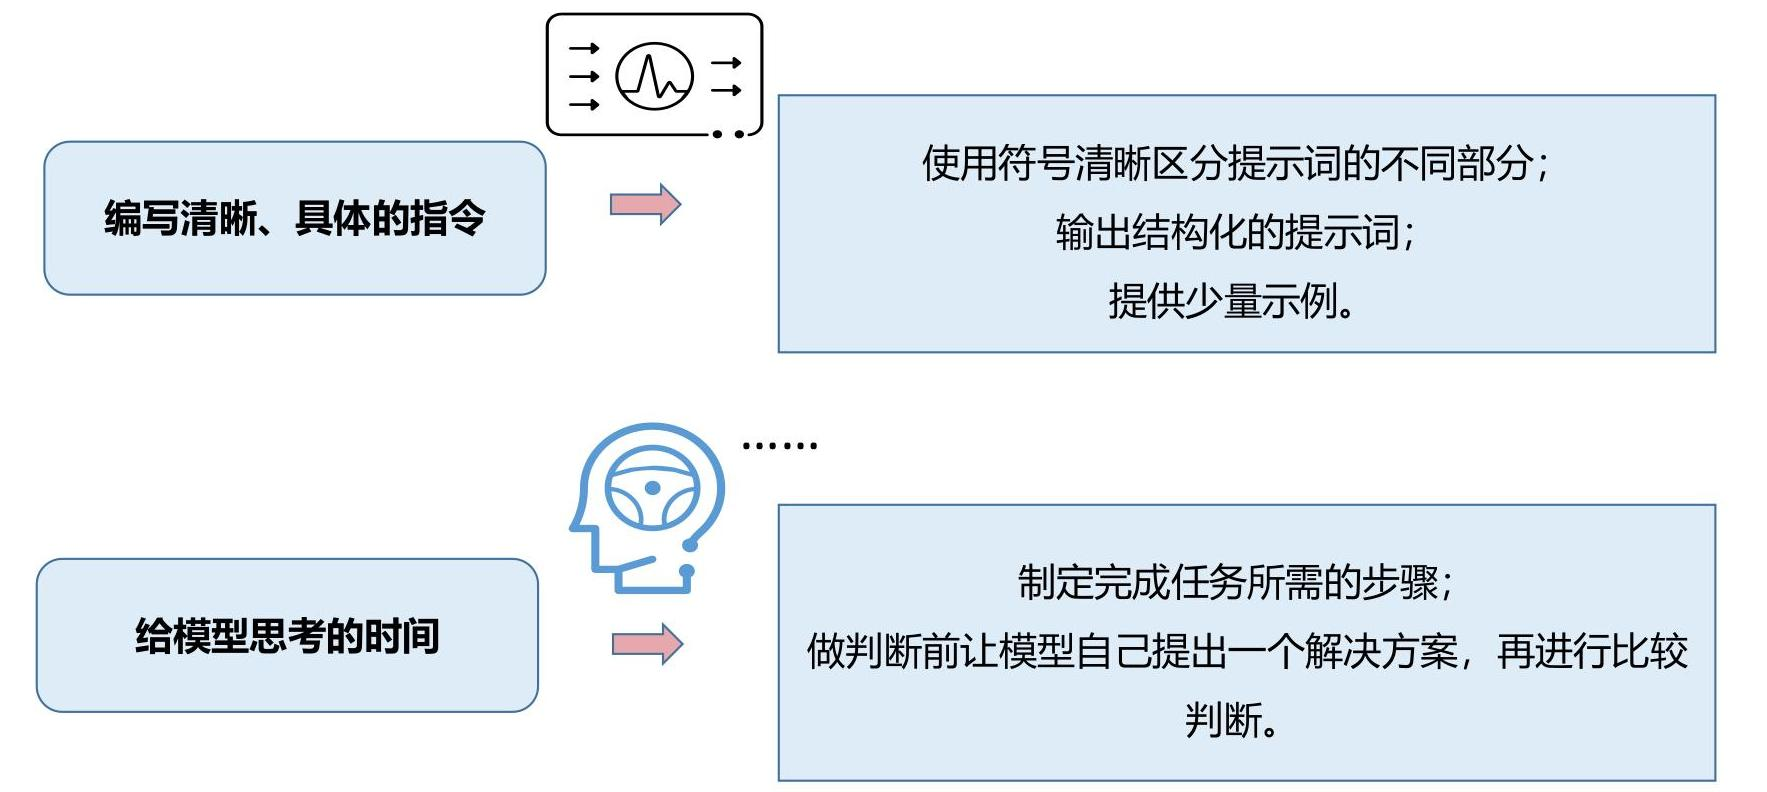 编写清晰、具体的指令
使用符号清晰区分提示词的不同部分；
输出结构化的提示词；
提供少量示例。
……
给模型思考的时间
制定完成任务所需的步骤；
做判断前让模型自己提出一个解决方案，再进行比较
判断。